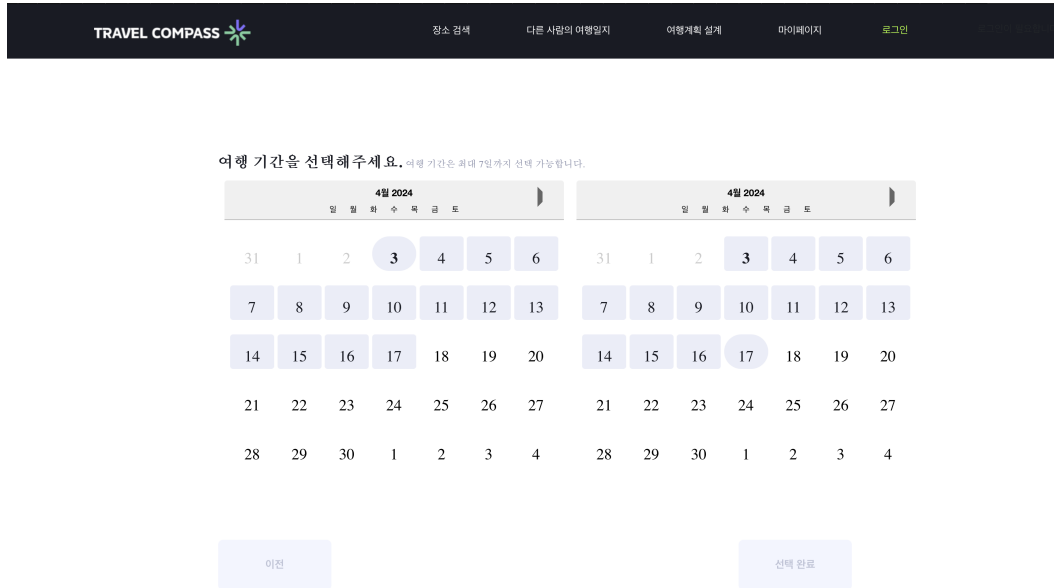 TRAVEL COMPASS 장소 검색 다른 사람의 여행일지 여행계획 설계 마이페이지 로그인
여행 기간을 선택해주세요. 여행 기간은 최대 7일까지 선택 가능합니다.
4월 2024
일 월 화 수 목 금 토
31 1 2 3 4 5 6
7 8 9 10 11 12 13
14 15 16 17 18 19 20
21 22 23 24 25 26 27
28 29 30 1 2 3 4
4월 2024
일 월 화 수 목 금 토
31 1 2 3 4 5 6
7 8 9 10 11 12 13
14 15 16 17 18 19 20
21 22 23 24 25 26 27
28 29 30 1 2 3 4
이전 선택 완료